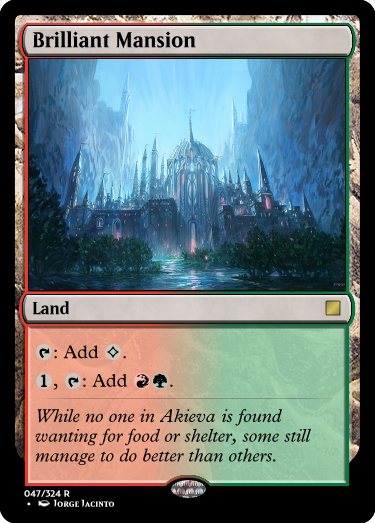 Brilliant Mansion
Land
: Add .
1, : Add .
While no one in Akieva is found
wanting for food or shelter, some still
manage to do better than others.
047/324 R
• Jorge Jacinto